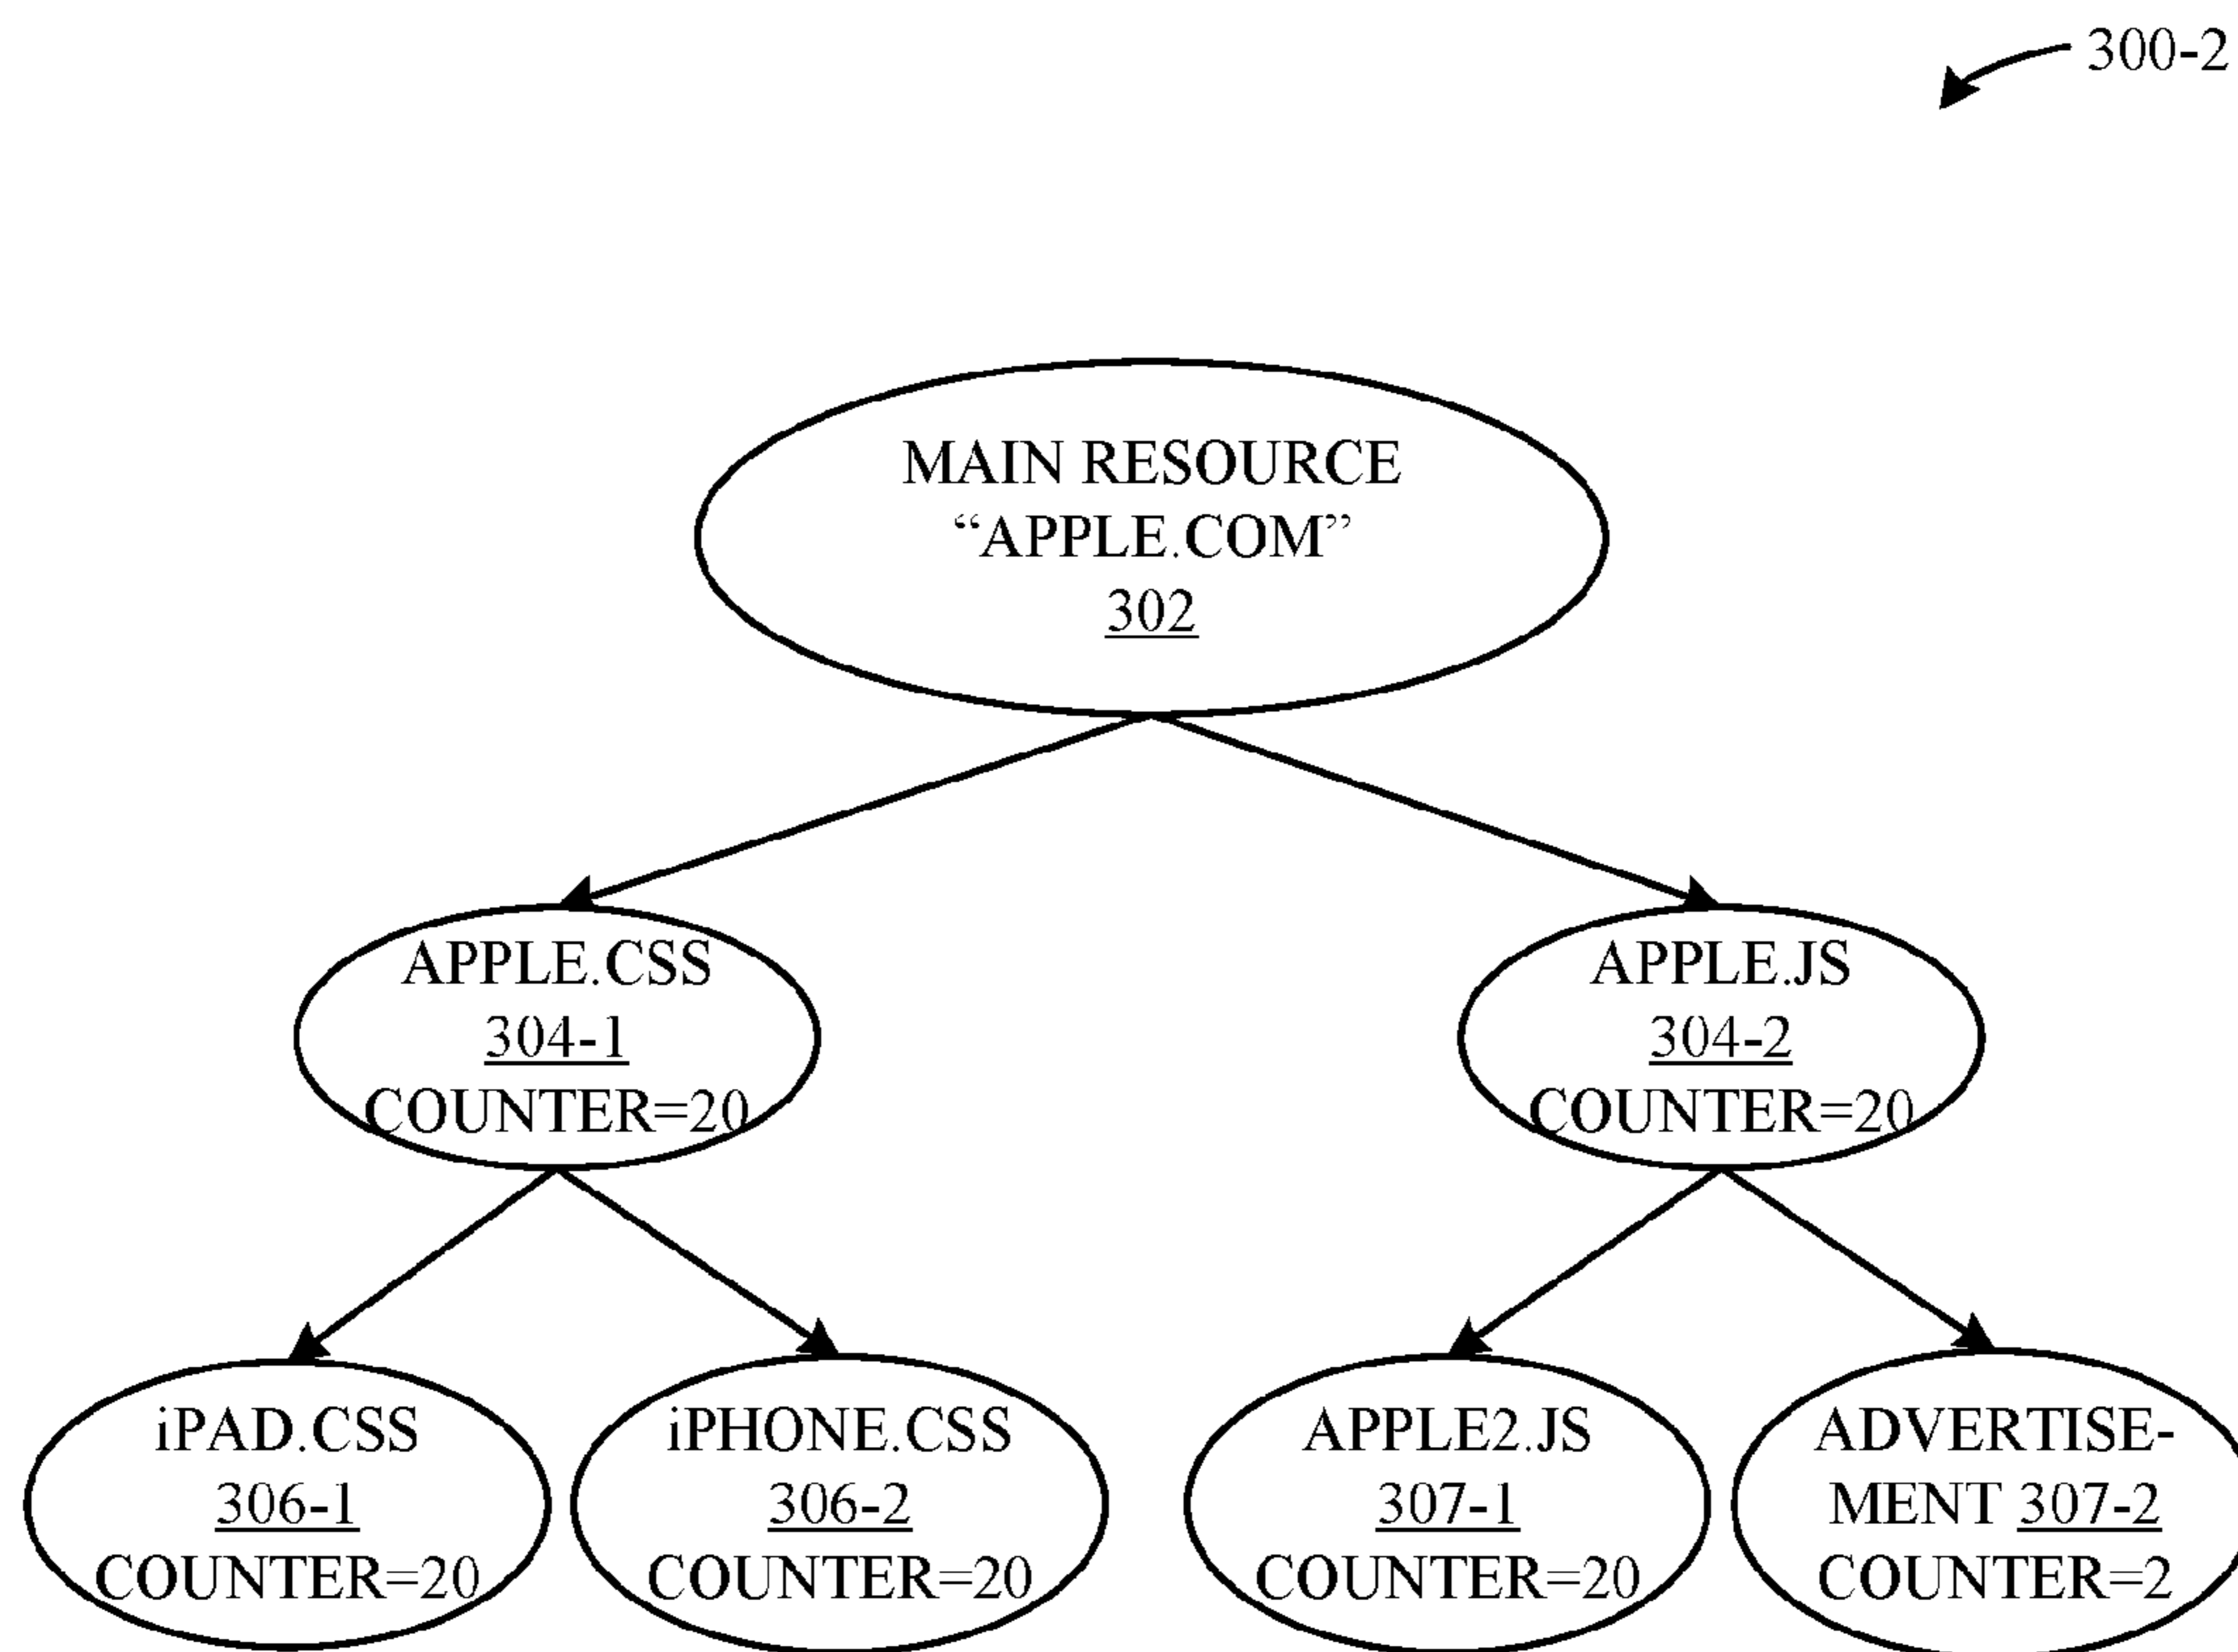 300-2
MAIN RESOURCE
“APPLE.COM”
302
APPLE.CSS
304-1
COUNTER=20
APPLE.JS
304-2
COUNTER=20
iPAD.CSS
306-1
COUNTER=20
iPHONE.CSS
306-2
COUNTER=20
APPLE2.JS
307-1
COUNTER=20
ADVERTISE-
MENT 307-2
COUNTER=2